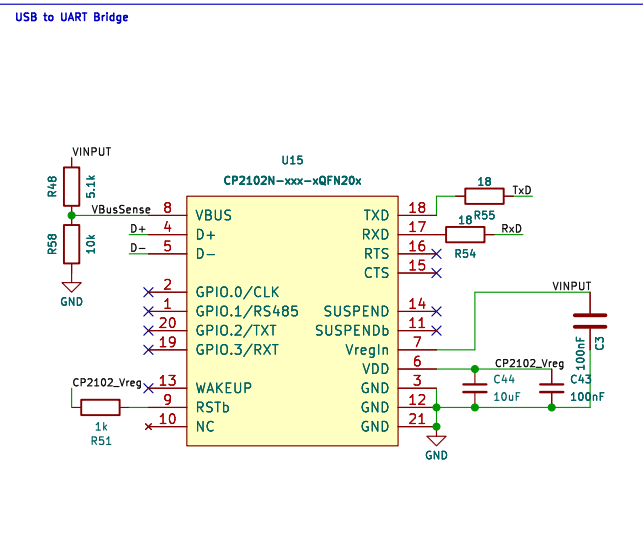 USB to UART Bridge
VINPUT
R48
5.1k
VBusSense
R58
10k
GND
D+
D-
U15
CP2102N-xxx-xQFN20x
8 VBUS
4 D+
5 D-
2 GPIO.0/CLK
1 GPIO.1/RS485
20 GPIO.2/TXT
19 GPIO.3/RXT
13 WAKEUP
9 RSTb
10 NC
TXD 18
RXD 17
RTS 16
CTS 15
SUSPEND 14
SUSPENDb 11
VregIn 7
VDD 6
GND 3
GND 12
GND 21
CP2102_Vreg
1k
R51
18
R55
TxD
18
R54
RxD
VINPUT
C3
100nF
CP2102_Vreg
C44
10uF
C43
100nF
GND